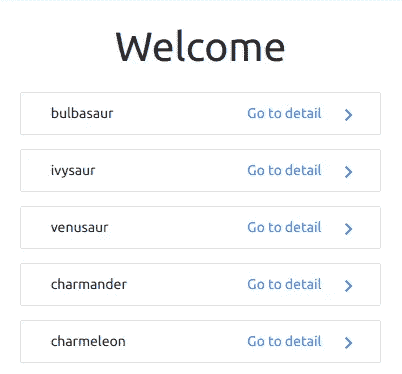 Welcome
bulbasaur Go to detail
ivysaur Go to detail
venusaur Go to detail
charmander Go to detail
charmeleon Go to detail